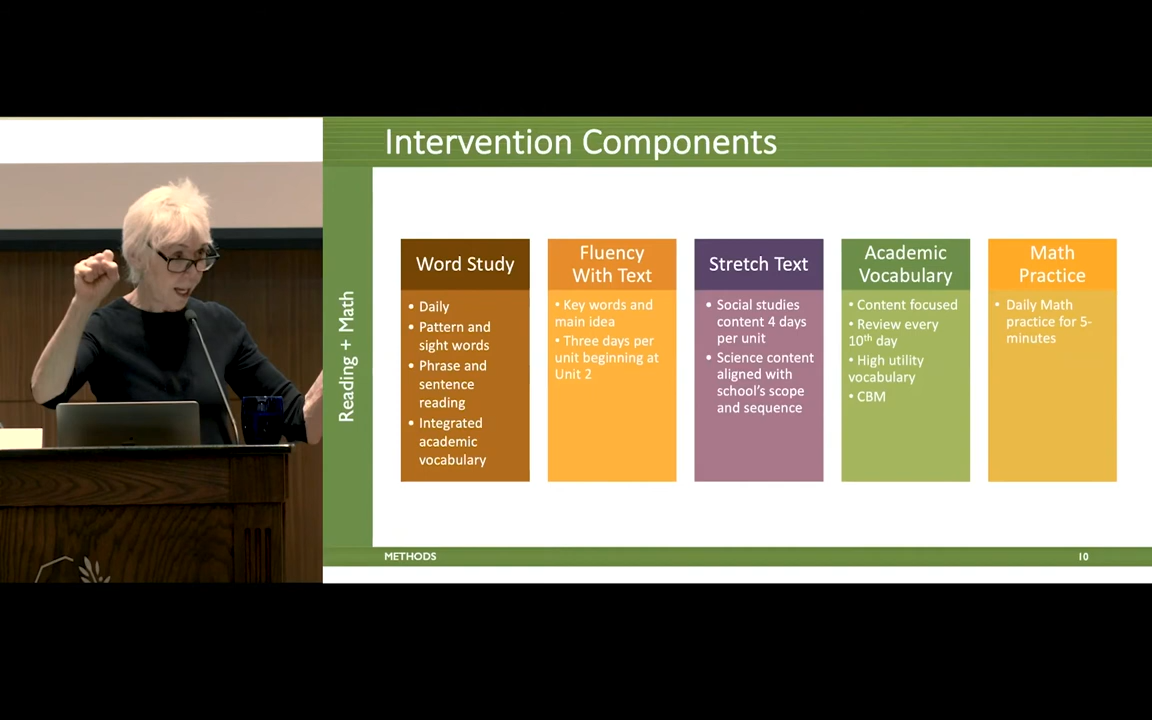 Intervention Components
Reading + Math
Word Study
• Daily
• Pattern and
sight words
• Phrase and
sentence
reading
• Integrated
academic
vocabulary
Fluency
With Text
• Key words and
main idea
• Three days per
unit beginning at
Unit 2
Stretch Text
• Social studies
content 4 days
per unit
• Science content
aligned with
school's scope
and sequence
Academic
Vocabulary
• Content focused
• Review every
10th day
• High utility
vocabulary
• CBM
Math
Practice
• Daily Math
practice for 5-
minutes
METHODS
10